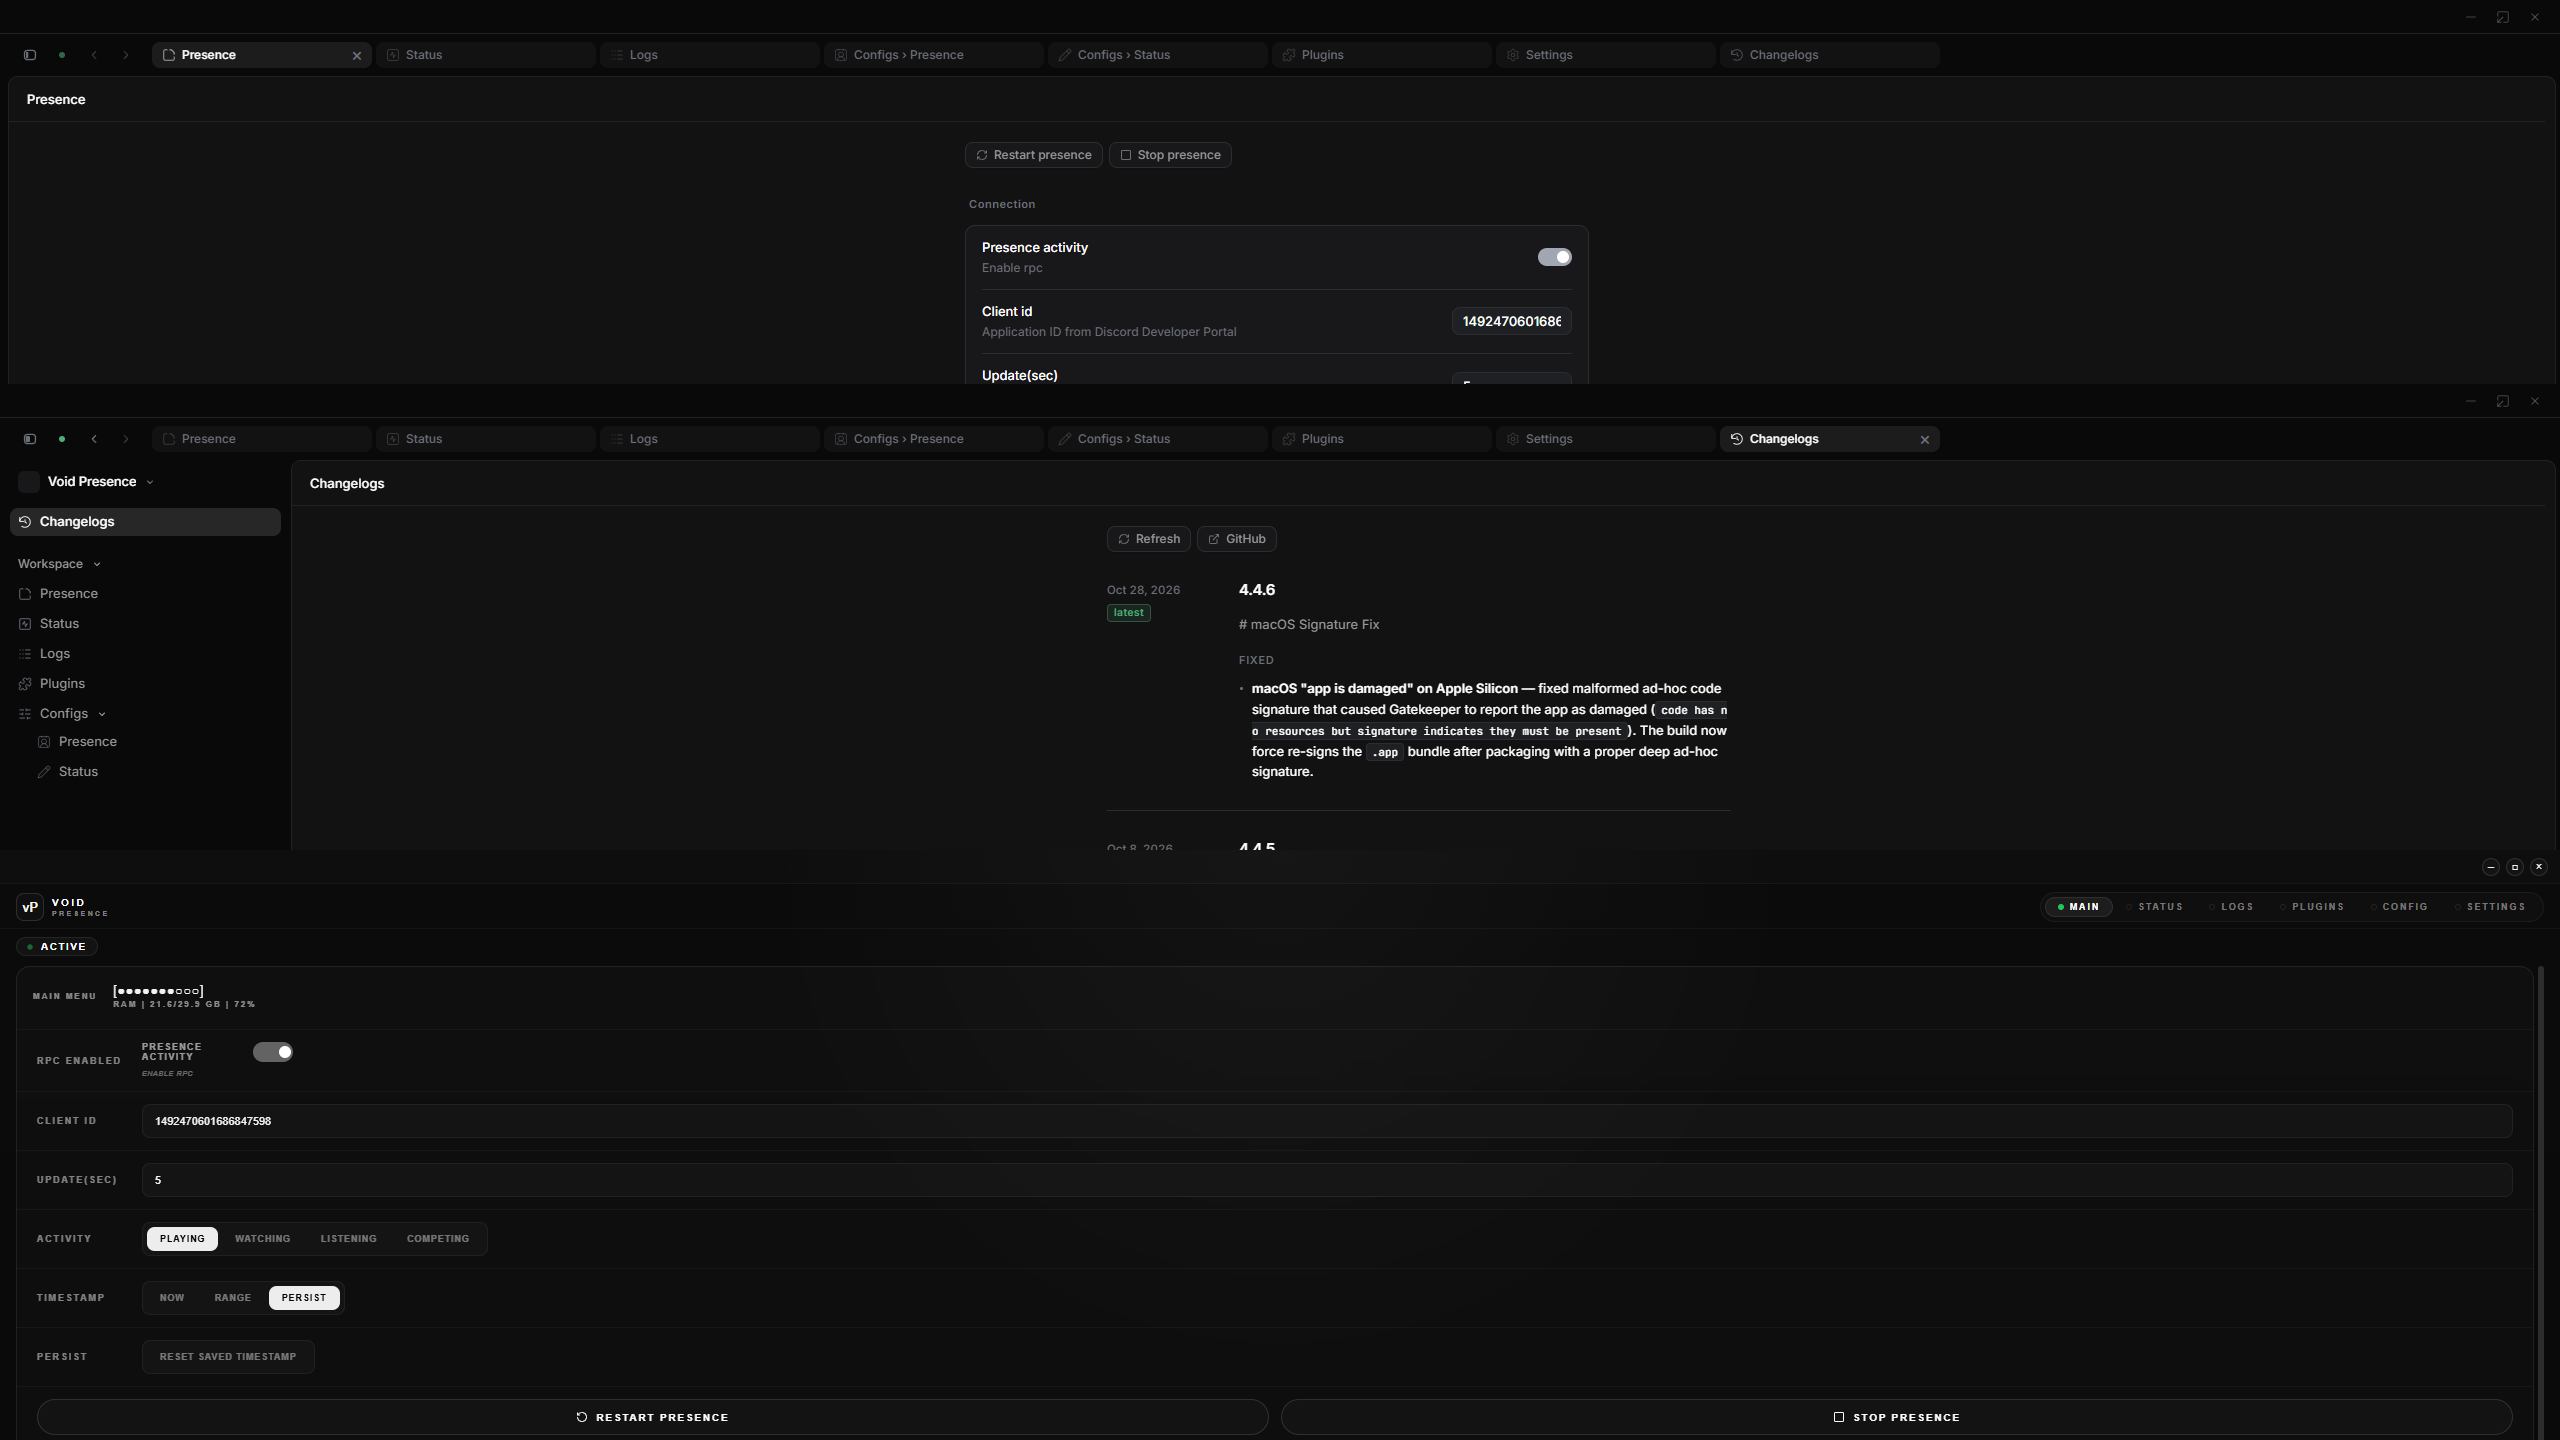 Presence
Status
Logs
Configs › Presence
Configs › Status
Plugins
Settings
Changelogs
Presence
Restart presence
Stop presence
Connection
Presence activity
Enable rpc
Client id
Application ID from Discord Developer Portal
1492470601686
Update(sec)
Presence
Status
Logs
Configs › Presence
Configs › Status
Plugins
Settings
Changelogs
Void Presence
Changelogs
Workspace
Presence
Status
Logs
Plugins
Configs
Presence
Status
Changelogs
Refresh
GitHub
Oct 28, 2026
latest
4.4.6
# macOS Signature Fix
FIXED
• macOS "app is damaged" on Apple Silicon — fixed malformed ad-hoc code
signature that caused Gatekeeper to report the app as damaged ( code has n
o resources but signature indicates they must be present ). The build now
force re-signs the .app bundle after packaging with a proper deep ad-hoc
signature.
Oct 8, 2026
4.4.5
vP
VOID
PRESENCE
MAIN
STATUS
LOGS
PLUGINS
CONFIG
SETTINGS
ACTIVE
MAIN MENU
[●●●●●●●○○○]
RAM | 21.6/29.9 GB | 72%
RPC ENABLED
PRESENCE
ACTIVITY
ENABLE RPC
CLIENT ID
1492470601686847598
UPDATE(SEC)
5
ACTIVITY
PLAYING
WATCHING
LISTENING
COMPETING
TIMESTAMP
NOW
RANGE
PERSIST
PERSIST
RESET SAVED TIMESTAMP
RESTART PRESENCE
STOP PRESENCE